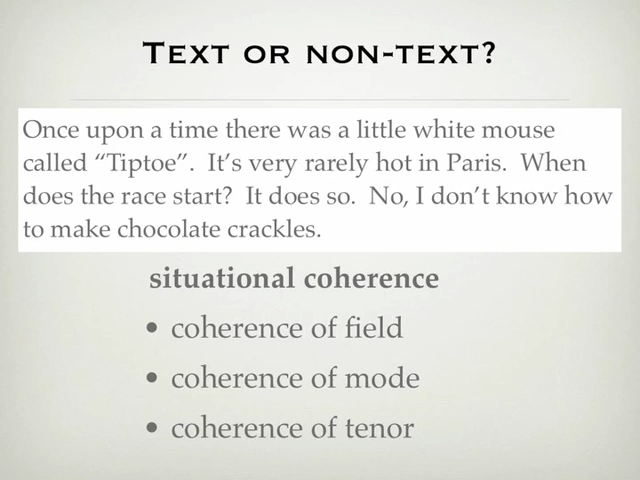 TEXT OR NON-TEXT?
Once upon a time there was a little white mouse
called “Tiptoe”.  It’s very rarely hot in Paris.  When
does the race start?  It does so.  No, I don’t know how
to make chocolate crackles.
situational coherence
• coherence of field
• coherence of mode
• coherence of tenor